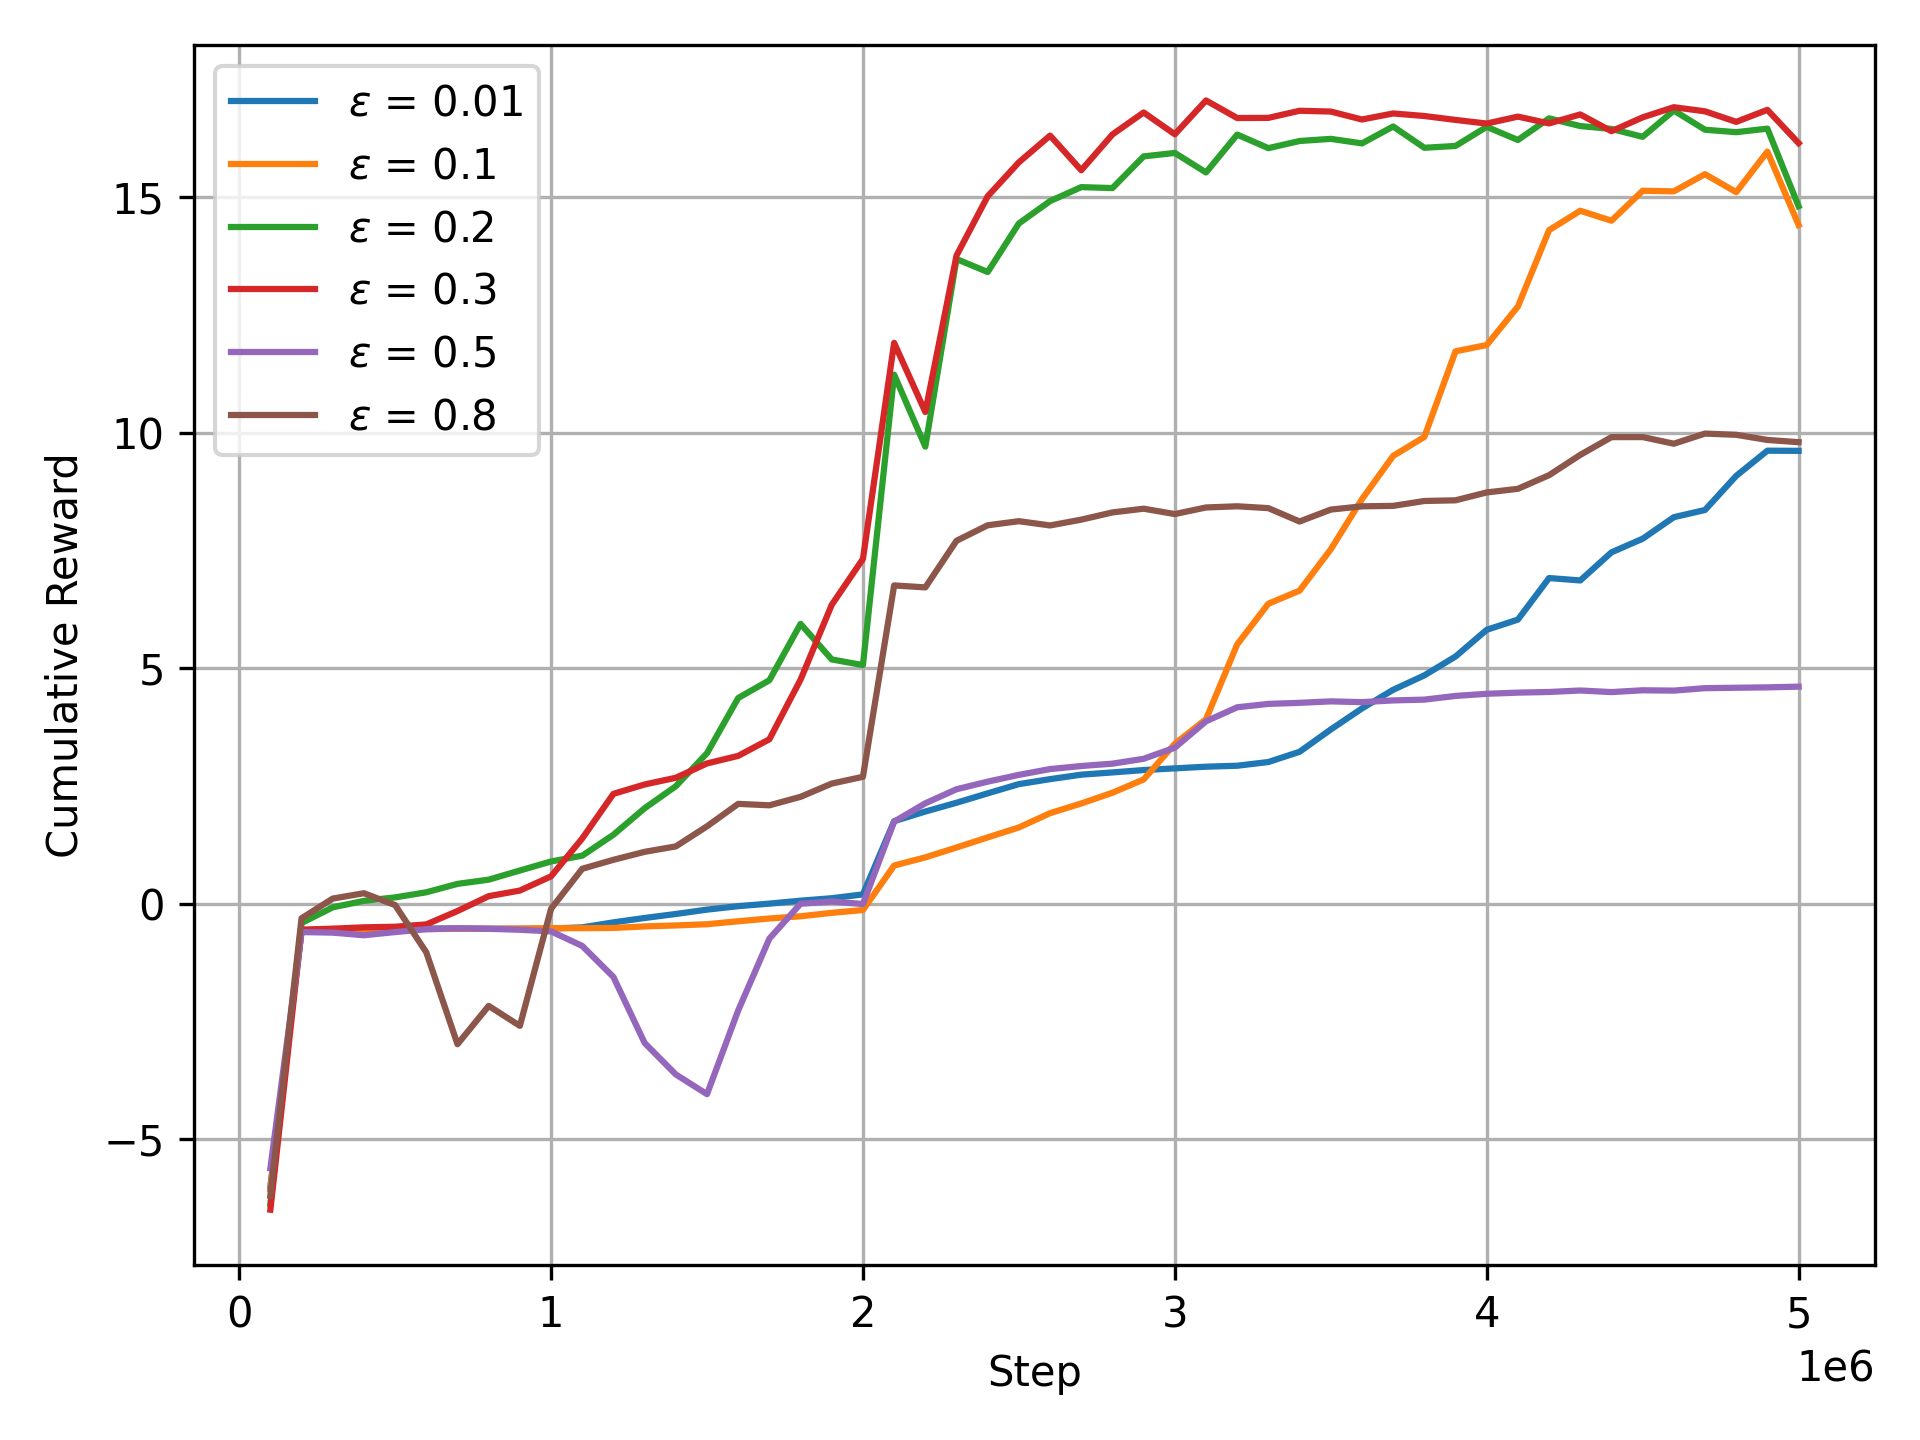 ε = 0.01
ε = 0.1
ε = 0.2
ε = 0.3
ε = 0.5
ε = 0.8
Cumulative Reward
15
10
5
0
−5
0 1 2 3 4 5
Step
1e6